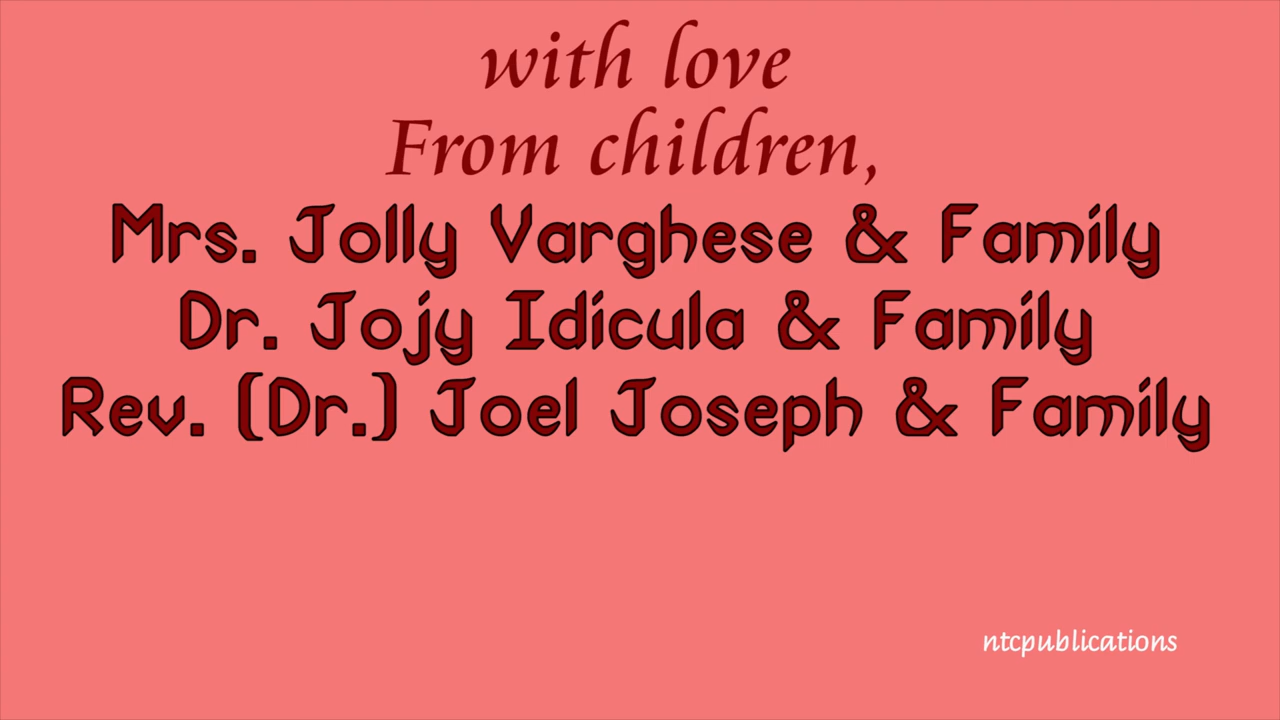 with love
From children,
Mrs. Jolly Varghese & Family
Dr. Jojy Idicula & Family
Rev. (Dr.) Joel Joseph & Family
ntcpublications